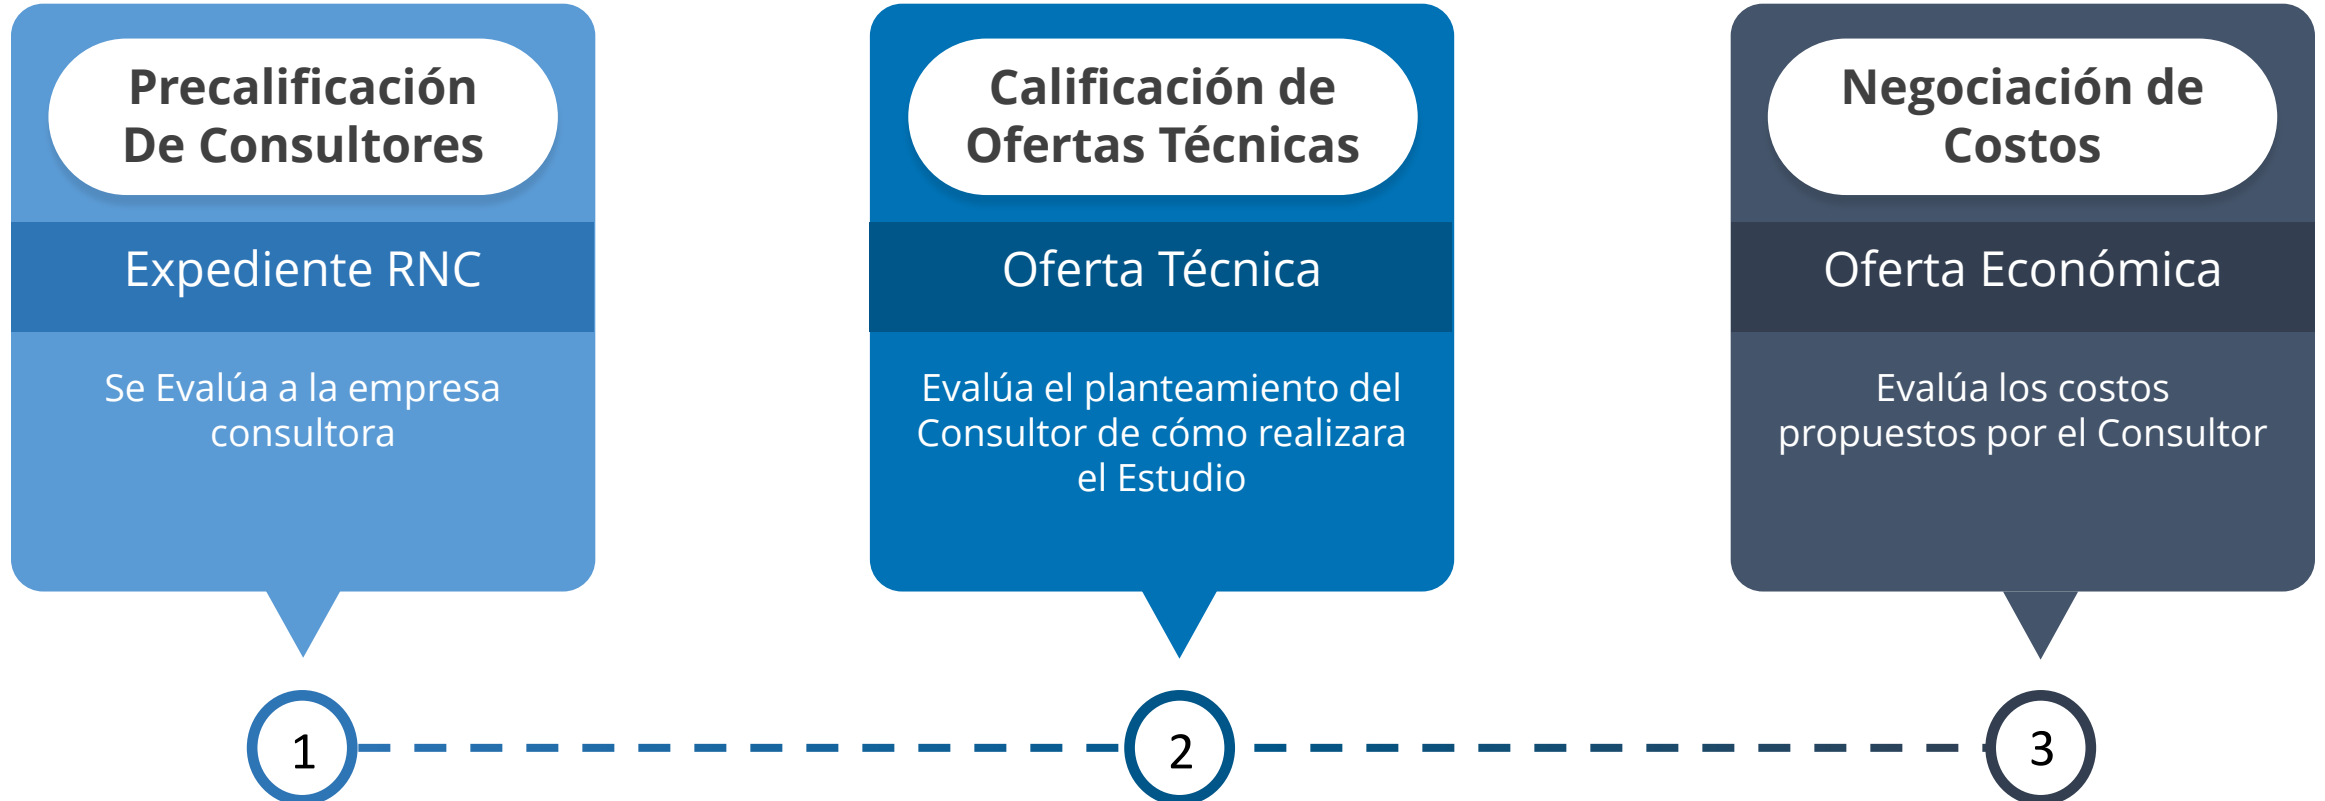 Precalificación
De Consultores
Expediente RNC
Se Evalúa a la empresa
consultora
1
Calificación de
Ofertas Técnicas
Oferta Técnica
Evalúa el planteamiento del
Consultor de cómo realizara
el Estudio
2
Negociación de
Costos
Oferta Económica
Evalúa los costos
propuestos por el Consultor
3